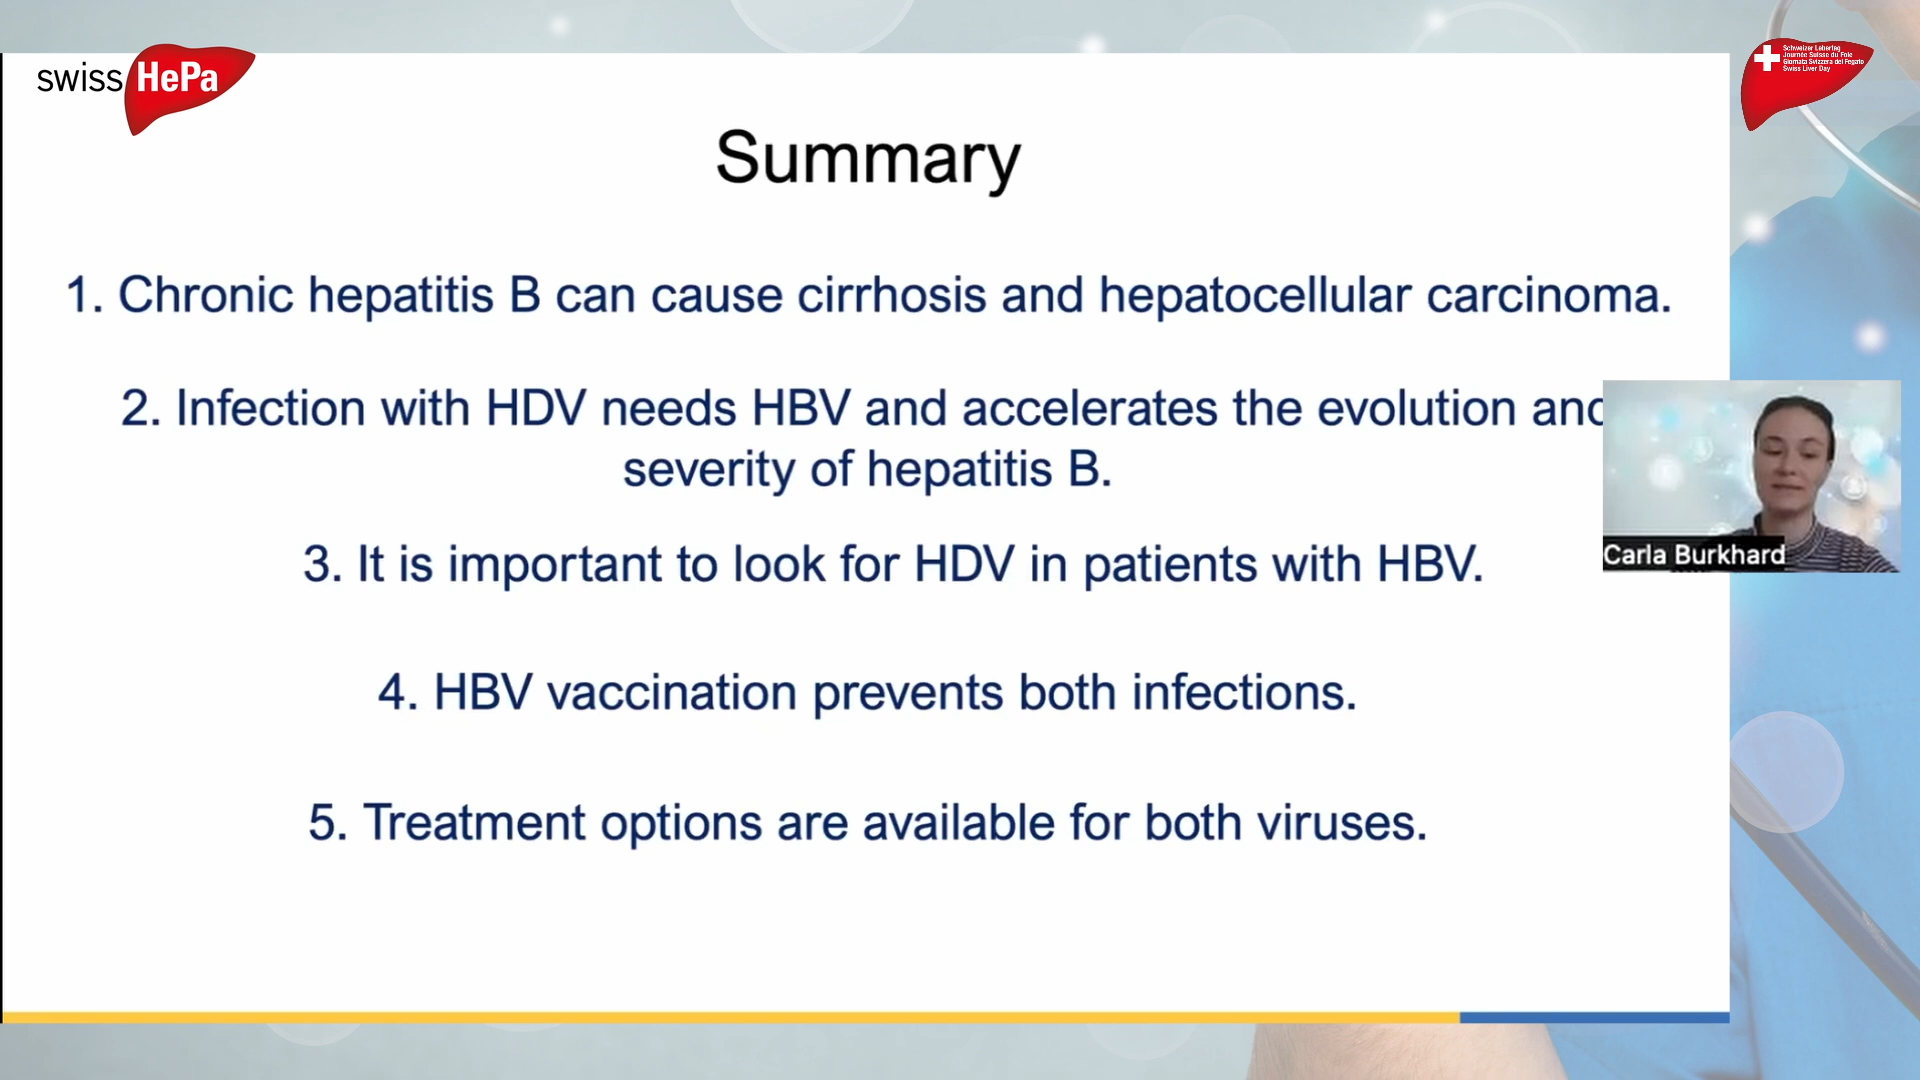 swiss HePa
Schweizer Lebertag
Journée Suisse du Foie
Giornata Svizzera del Fegato
Swiss Liver Day
Summary
1. Chronic hepatitis B can cause cirrhosis and hepatocellular carcinoma.
2. Infection with HDV needs HBV and accelerates the evolution and
severity of hepatitis B.
Carla Burkhard
3. It is important to look for HDV in patients with HBV.
4. HBV vaccination prevents both infections.
5. Treatment options are available for both viruses.